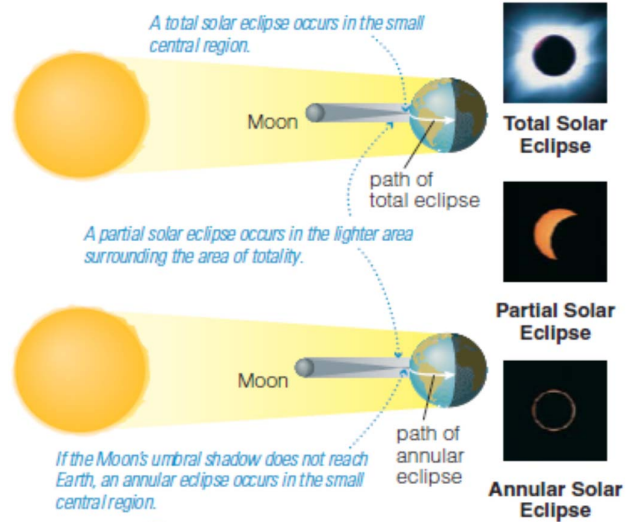 A total solar eclipse occurs in the small
central region.
Moon
path of
total eclipse
Total Solar
Eclipse
A partial solar eclipse occurs in the lighter area
surrounding the area of totality.
Partial Solar
Eclipse
Moon
path of
annular
eclipse
If the Moon's umbral shadow does not reach
Earth, an annular eclipse occurs in the small
central region.
Annular Solar
Eclipse